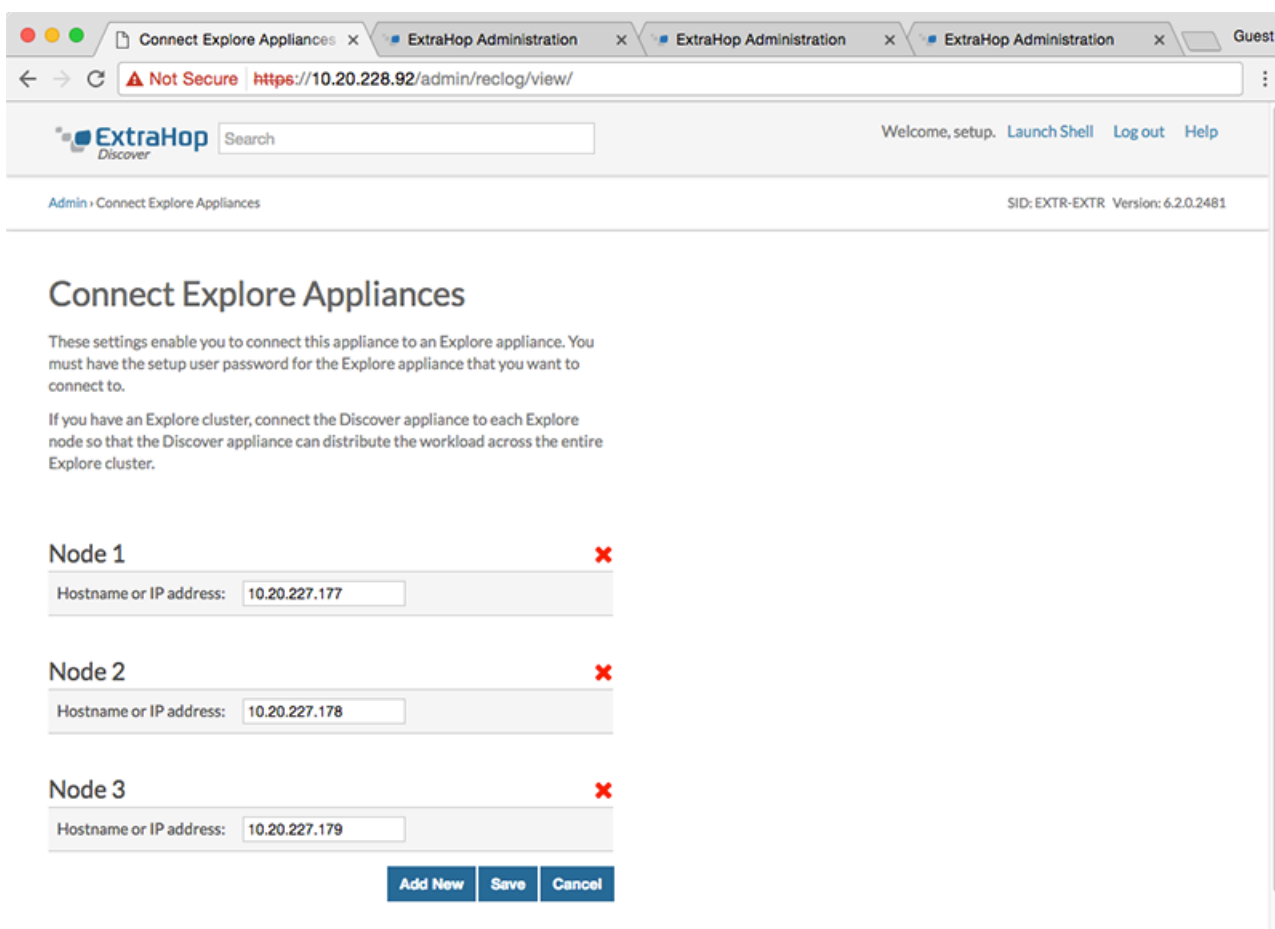 Connect Explore Appliances
ExtraHop Administration
ExtraHop Administration
ExtraHop Administration
Guest
Not Secure https://10.20.228.92/admin/reclog/view/
ExtraHop
Discover
Search
Welcome, setup. Launch Shell Log out Help
Admin › Connect Explore Appliances
SID: EXTR-EXTR Version: 6.2.0.2481
Connect Explore Appliances
These settings enable you to connect this appliance to an Explore appliance. You
must have the setup user password for the Explore appliance that you want to
connect to.
If you have an Explore cluster, connect the Discover appliance to each Explore
node so that the Discover appliance can distribute the workload across the entire
Explore cluster.
Node 1
Hostname or IP address: 10.20.227.177
Node 2
Hostname or IP address: 10.20.227.178
Node 3
Hostname or IP address: 10.20.227.179
Add New Save Cancel